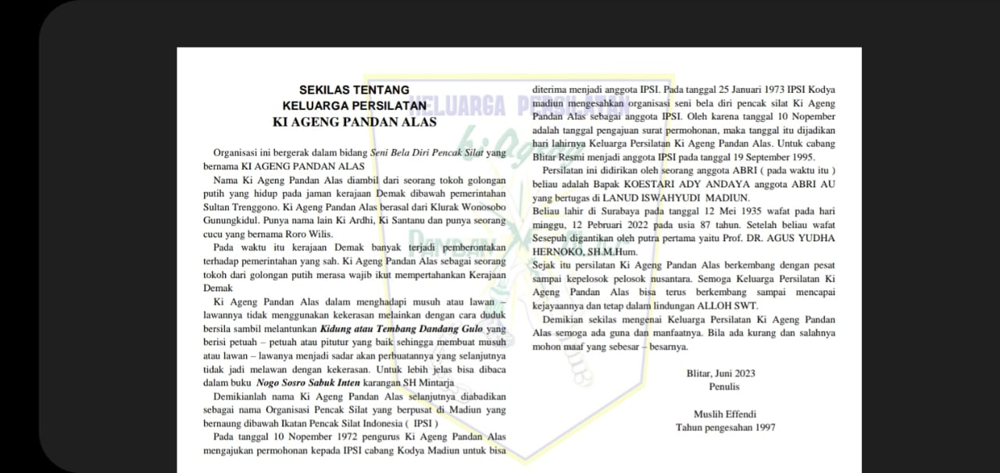 SEKILAS TENTANG
KELUARGA PERSILATAN
KI AGENG PANDAN ALAS
Organisasi ini bergerak dalam bidang Seni Bela Diri Pencak Silat yang
bernama KI AGENG PANDAN ALAS
Nama Ki Ageng Pandan Alas diambil dari seorang tokoh golongan
putih yang hidup pada jaman kerajaan Demak dibawah pemerintahan
Sultan Trenggono. Ki Ageng Pandan Alas berasal dari Klurak Wonosobo
Gunungkidul. Punya nama lain Ki Ardhi, Ki Santanu dan punya seorang
cucu yang bernama Roro Wilis.
Pada waktu itu kerajaan Demak banyak terjadi pemberontakan
terhadap pemerintahan yang sah. Ki Ageng Pandan Alas sebagai seorang
tokoh dari golongan putih merasa wajib ikut mempertahankan Kerajaan
Demak
Ki Ageng Pandan Alas dalam menghadapi musuh atau lawan –
lawannya tidak menggunakan kekerasan melainkan dengan cara duduk
bersila sambil melantunkan Kidung atau Tembang Dandang Gulo yang
berisi petuah – petuah atau pitutur yang baik sehingga membuat musuh
atau lawan – lawanya menjadi sadar akan perbuatannya yang selanjutnya
tidak jadi melawan dengan kekerasan. Untuk lebih jelas bisa dibaca
dalam buku Nogo Sosro Sabuk Inten karangan SH Mintarja
Demikianlah nama Ki Ageng Pandan Alas selanjutnya diabadikan
sebagai nama Organisasi Pencak Silat yang berpusat di Madiun yang
bernaung dibawah Ikatan Pencak Silat Indonesia ( IPSI )
Pada tanggal 10 Nopember 1972 pengurus Ki Ageng Pandan Alas
mengajukan permohonan kepada IPSI cabang Kodya Madiun untuk bisa
diterima menjadi anggota IPSI. Pada tanggal 25 Januari 1973 IPSI Kodya
madiun mengesahkan organisasi seni bela diri pencak silat Ki Ageng
Pandan Alas sebagai anggota IPSI. Oleh karena tanggal 10 Nopember
adalah tanggal pengajuan surat permohonan, maka tanggal itu dijadikan
hari lahirnya Keluarga Persilatan Ki Ageng Pandan Alas. Untuk cabang
Blitar Resmi menjadi anggota IPSI pada tanggal 19 September 1995.
Persilatan ini didirikan oleh seorang anggota ABRI ( pada waktu itu )
beliau adalah Bapak KOESTARI ADY ANDAYA anggota ABRI AU
yang bertugas di LANUD ISWAHYUDI MADIUN.
Beliau lahir di Surabaya pada tanggal 12 Mei 1935 wafat pada hari
minggu, 12 Pebruari 2022 pada usia 87 tahun. Setelah beliau wafat
Sesepuh digantikan oleh putra pertama yaitu Prof. DR. AGUS YUDHA
HERNOKO, SH.M.Hum.
Sejak itu persilatan Ki Ageng Pandan Alas berkembang dengan pesat
sampai kepelosok pelosok nusantara. Semoga Keluarga Persilatan Ki
Ageng Pandan Alas bisa terus berkembang sampai mencapai
kejayaannya dan tetap dalam lindungan ALLOH SWT.
Demikian sekilas mengenai Keluarga Persilatan Ki Ageng Pandan
Alas semoga ada guna dan manfaatnya. Bila ada kurang dan salahnya
mohon maaf yang sebesar – besarnya.
Blitar, Juni 2023
Penulis
Muslih Effendi
Tahun pengesahan 1997
KELUARGA PERSILATAN
Ki Ageng
PANDAN ALAS